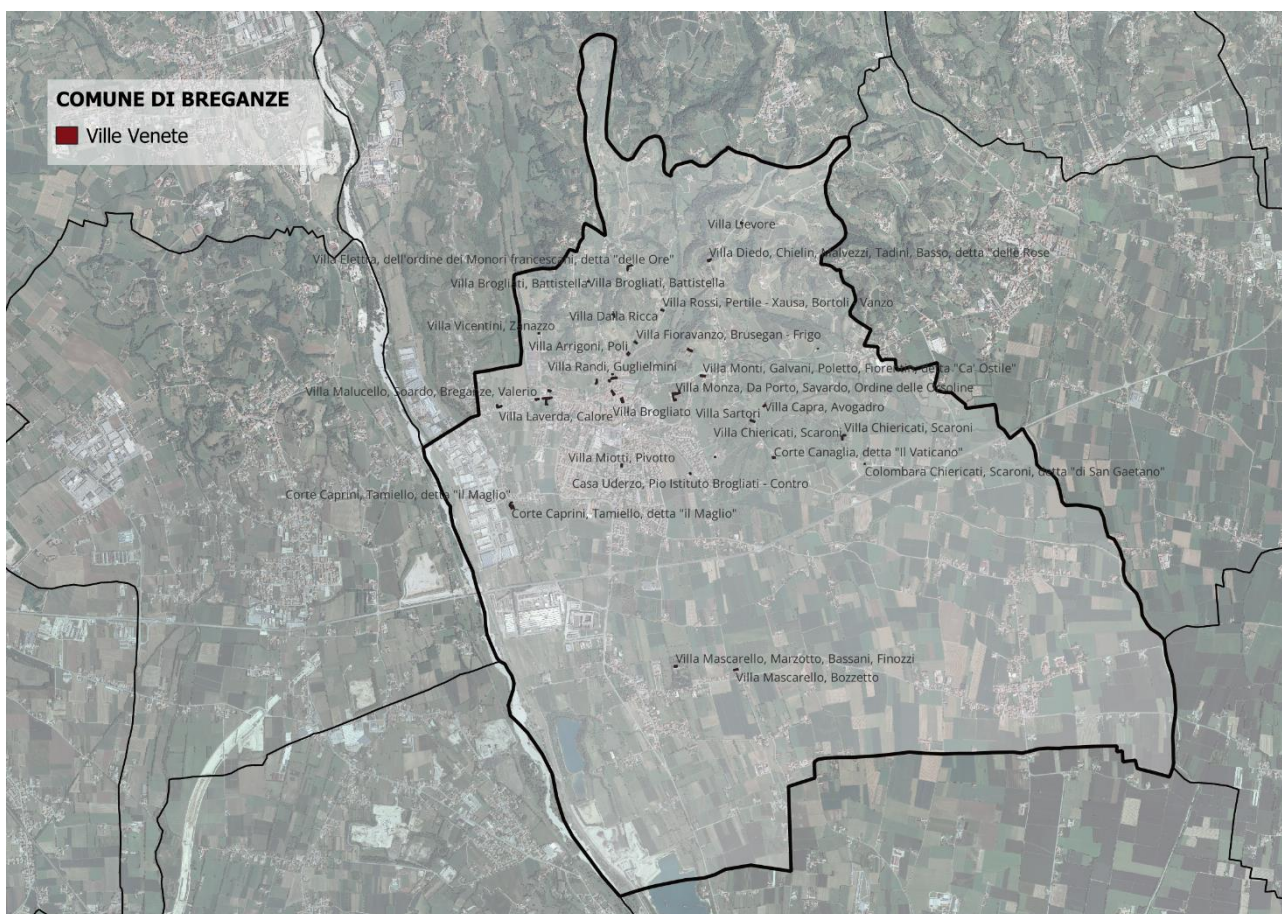 COMUNE DI BREGANZE
Ville Venete
Villa Lievore
Villa Diedo, Chielin, Malvezzi, Tadini, Basso, detta "delle Rose
Villa Elettra, dell'ordine dei Monori francescani, detta "delle Ore"
Villa Brogliati, Battistella
Villa Brogliati, Battistella
Villa Rossi, Pertile - Xausa, Bortoli - Vanzo
Villa Dalla Ricca
Villa Vicentini, Zanazzo
Villa Fioravanzo, Brusegan - Frigo
Villa Arrigoni, Poli
Villa Randi, Guglielmini
Villa Monti, Galvani, Poletto, Fiorentin, detta "Ca' Ostile"
Villa Malucello, Soardo, Breganze, Valerio
Villa Monza, Da Porto, Savardo, Ordine delle Orsoline
Villa Laverda, Calore
Villa Brogliato
Villa Sartori
Villa Capra, Avogadro
Villa Chiericati, Scaroni
Villa Chiericati, Scaroni
Villa Miotti, Pivotto
Corte Canaglia, detta "Il Vaticano"
Colombara Chiericati, Scaroni, detta "di San Gaetano"
Casa Uderzo, Pio Istituto Brogliati - Contro
Corte Caprini, Tamiello, detta "il Maglio"
Corte Caprini, Tamiello, detta "il Maglio"
Villa Mascarello, Marzotto, Bassani, Finozzi
Villa Mascarello, Bozzetto